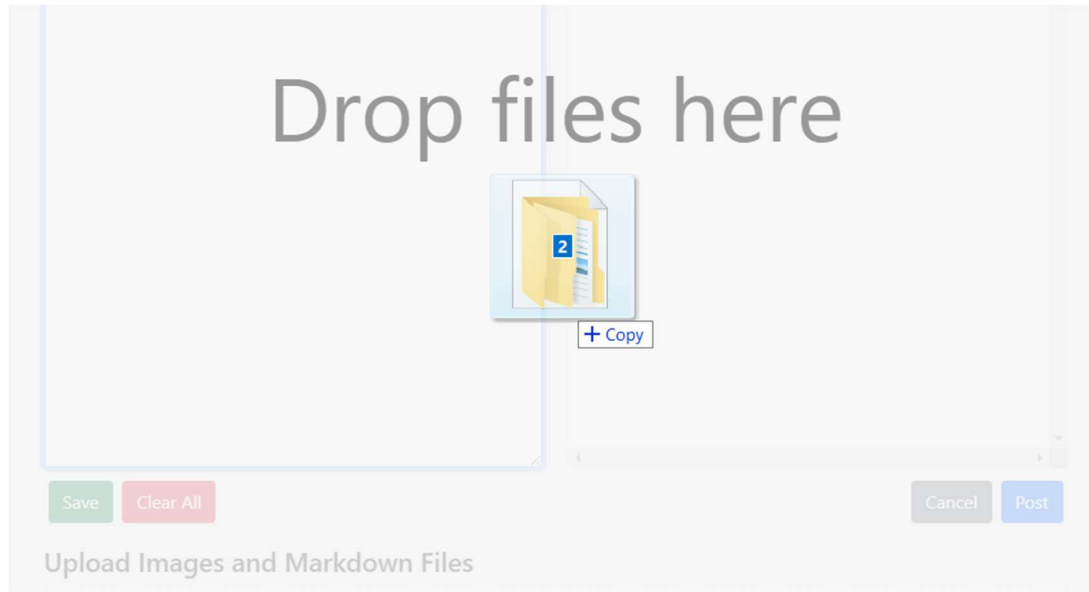 Drop files here
2
+ Copy
Save Clear All Cancel Post
Upload Images and Markdown Files